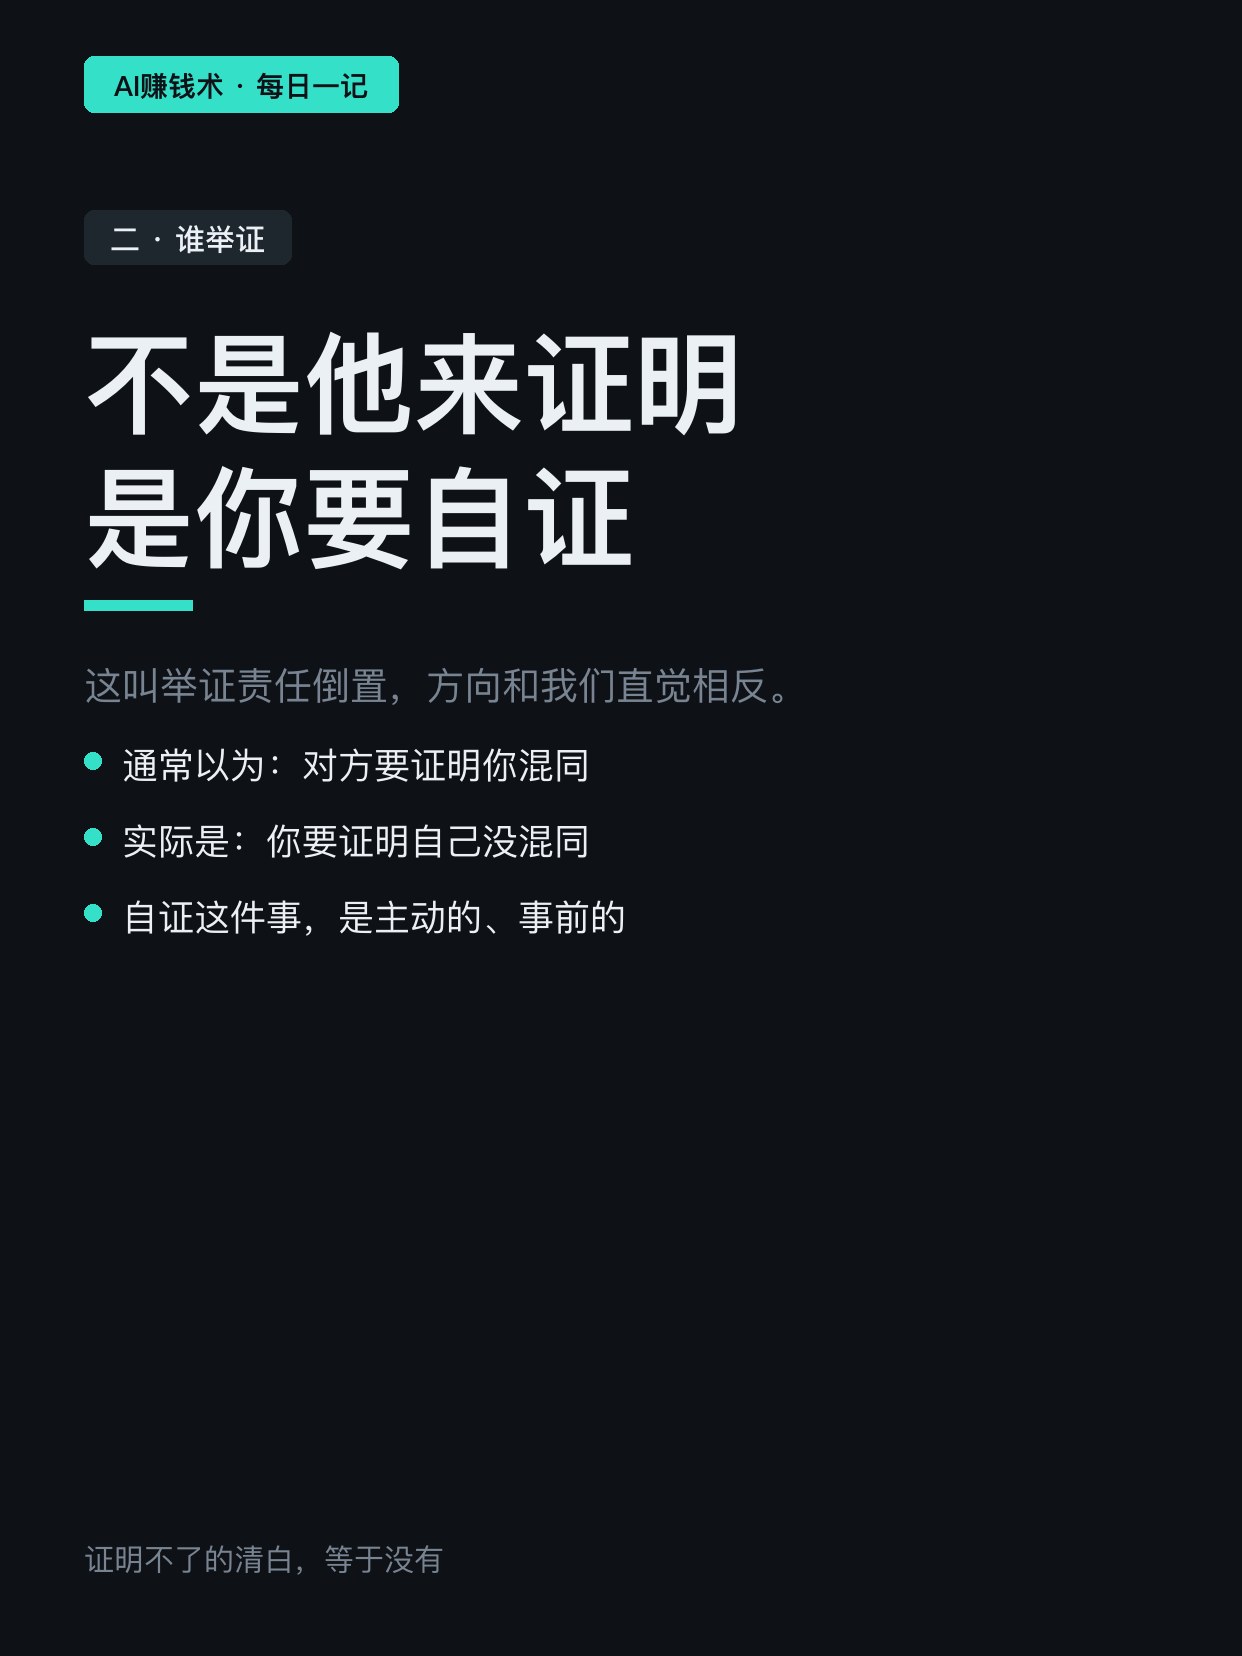 AI赚钱术 · 每日一记
二 · 谁举证
不是他来证明
是你要自证
这叫举证责任倒置，方向和我们直觉相反。
通常以为：对方要证明你混同
实际是：你要证明自己没混同
自证这件事，是主动的、事前的
证明不了的清白，等于没有